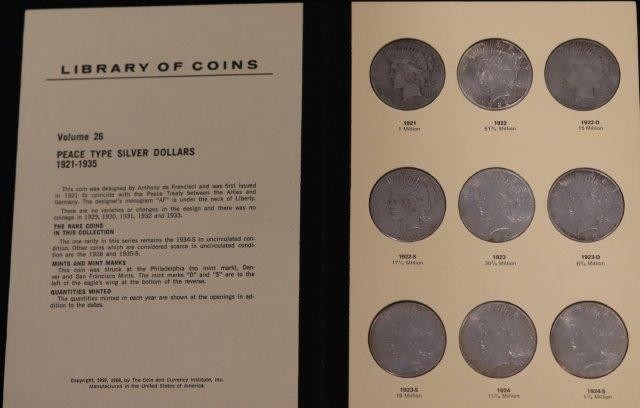 LIBRARY OF COINS
Volume 26
PEACE TYPE SILVER DOLLARS
1921-1935
This coin was designed by Anthony de Francisci and was first issued
in 1921 to coincide with the Peace Treaty between the Allies and
Germany. The designer's monogram "AF" is under the neck of Liberty.
There are no varieties or changes in the design and there was no
coinage in 1929, 1930, 1931, 1932 and 1933.
THE RARE COINS
IN THIS COLLECTION
The one rarity in this series remains the 1934-S in uncirculated con-
dition. Other coins which are considered scarce in uncirculated condition
are the 1928 and 1935-S.
MINTS AND MINT MARKS
This coin was struck at the Philadelphia (no mint mark), Den-
ver and San Francisco Mints. The mint marks "D" and "S" are to the
left of the eagle's wing at the bottom of the reverse.
QUANTITIES MINTED
The quantities minted in each year are shown at the openings in ad-
dition to the dates.
Copyright, 1959, 1968, by The Coin and Currency Institute, Inc.
Manufactured in the United States of America.
1921
1 Million
1922
51¾ Million
1922-D
15 Million
1922-S
17½ Million
1923
30¾ Million
1923-D
6¾ Million
1923-S
19 Million
1924
11¾ Million
1924-S
1¾ Million